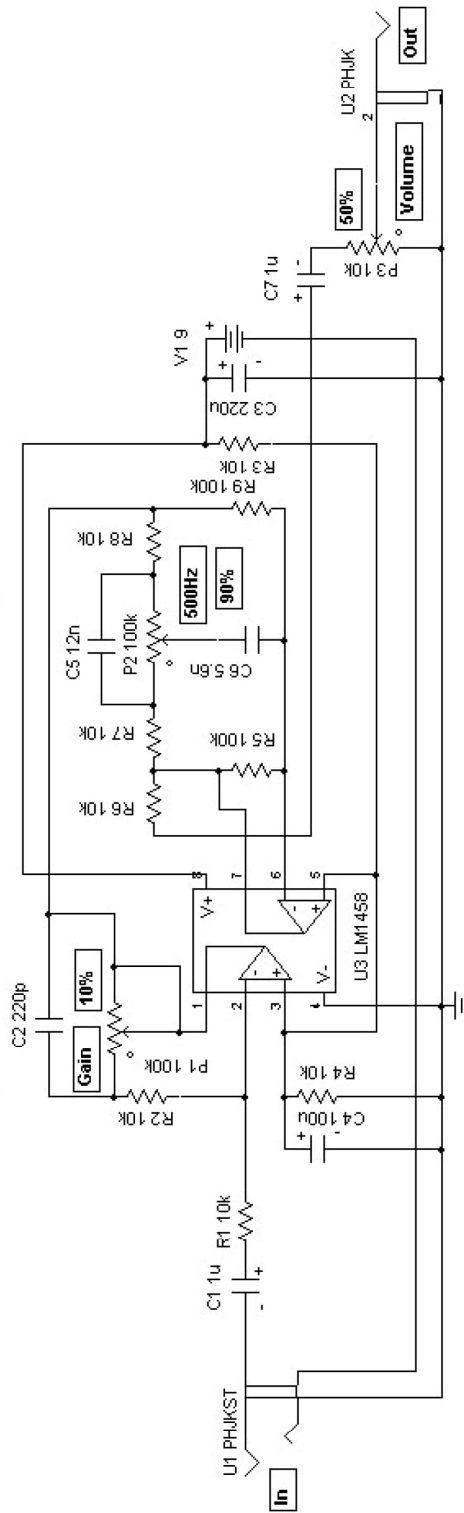 C2 220p
Gain
10%
P1 100k
R2 10k
C1 1u
-
+
R1 10k
U1 PHJKST
In
R4 10k
C4 100u
+
-
1
2
3
4
8
7
6
5
V+
V-
-
+
-
+
U3 LM1458
R6 10k
R7 10k
C5 12n
P2 100k
R8 10k
500Hz
90%
R5 100k
C6 5.6n
R9 100k
R3 10k
V1 9
+
C3 220u
+
-
C7 1u
+
-
50%
P3 10k
Volume
U2 PHJK
2
Out